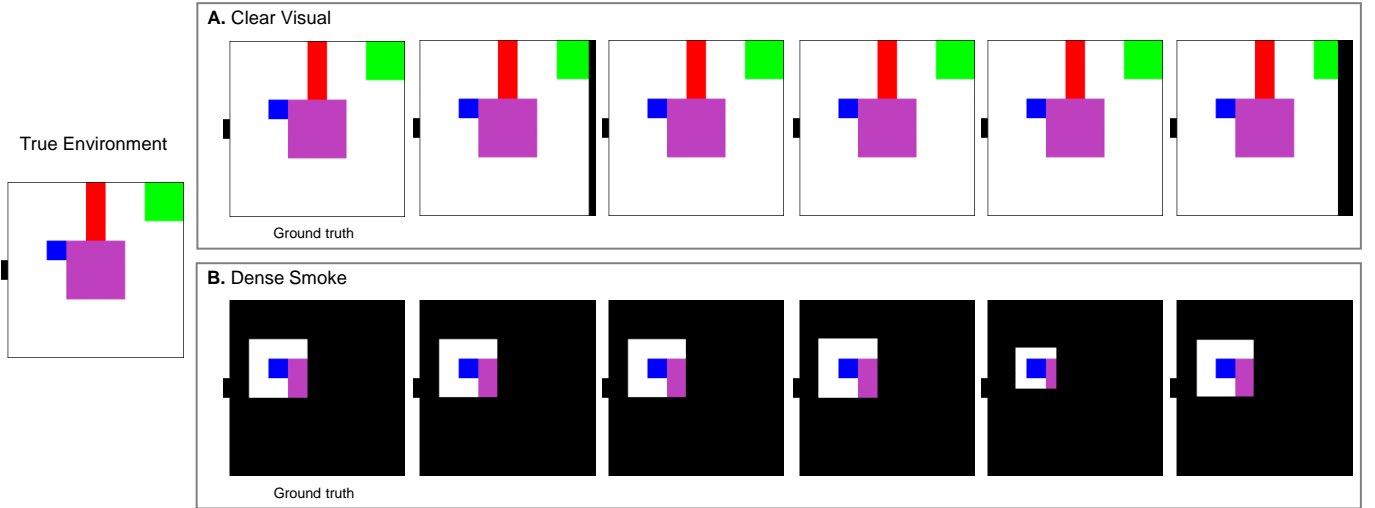 A. Clear Visual
True Environment
Ground truth
B. Dense Smoke
Ground truth